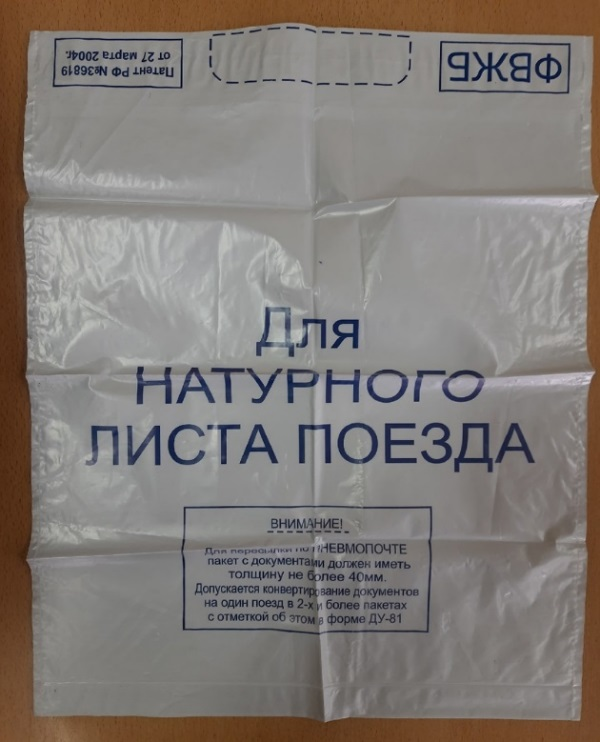 Патент РФ №36819
от 27 марта 2004г.
ФВЖБ
Для
НАТУРНОГО
ЛИСТА ПОЕЗДА
ВНИМАНИЕ!
Для пересылки по ПНЕВМОПОЧТЕ
пакет с документами должен иметь
толщину не более 40мм.
Допускается конвертирование документов
на один поезд в 2-х и более пакетах
с отметкой об этом в форме ДУ-81